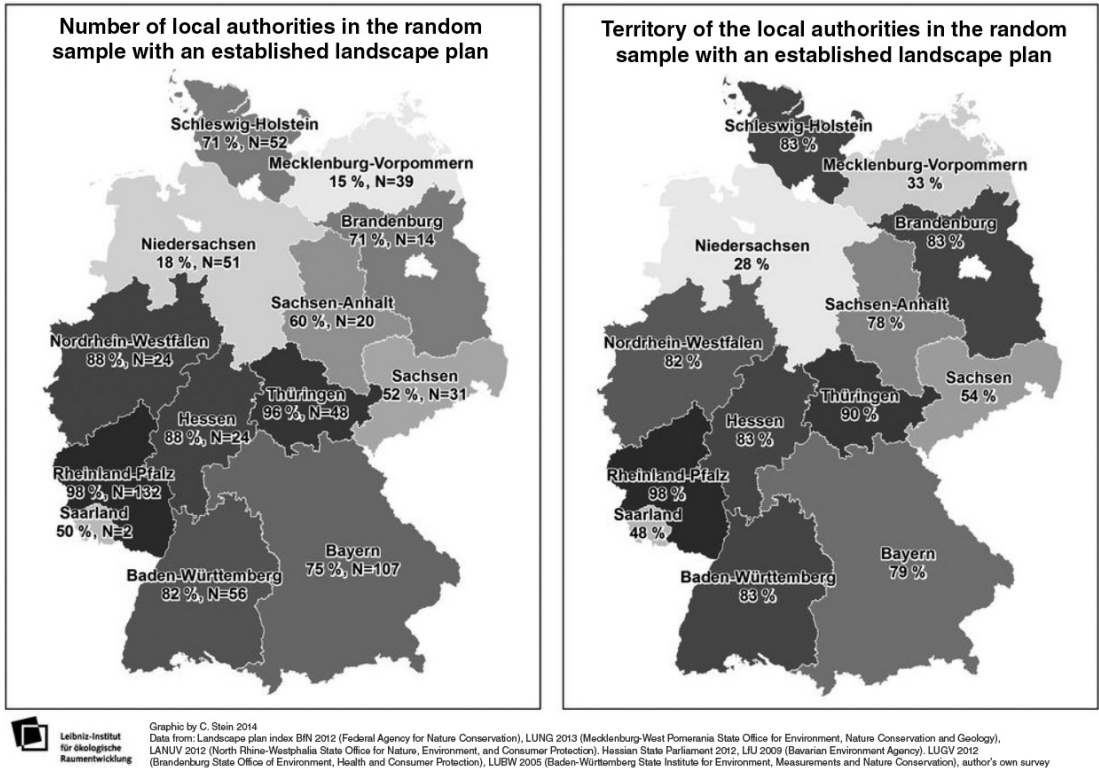 Number of local authorities in the random
sample with an established landscape plan
Schleswig-Holstein
71 %, N=52
Mecklenburg-Vorpommern
15 %, N=39
Brandenburg
71 %, N=14
Niedersachsen
18 %, N=51
Sachsen-Anhalt
60 %, N=20
Nordrhein-Westfalen
88 %, N=24
Sachsen
52 %, N=31
Thüringen
96 %, N=48
Hessen
88 %, N=24
Rheinland-Pfalz
98 %, N=132
Saarland
50 %, N=2
Bayern
75 %, N=107
Baden-Württemberg
82 %, N=56
Territory of the local authorities in the random
sample with an established landscape plan
Schleswig-Holstein
83 %
Mecklenburg-Vorpommern
33 %
Brandenburg
83 %
Niedersachsen
28 %
Sachsen-Anhalt
78 %
Nordrhein-Westfalen
82 %
Sachsen
54 %
Thüringen
90 %
Hessen
83 %
Rheinland-Pfalz
98 %
Saarland
48 %
Bayern
79 %
Baden-Württemberg
83 %
Leibniz-Institut
für ökologische
Raumentwicklung
Graphic by C. Stein 2014
Data from: Landscape plan index BfN 2012 (Federal Agency for Nature Conservation), LUNG 2013 (Mecklenburg-West Pomerania State Office for Environment, Nature Conservation and Geology),
LANUV 2012 (North Rhine-Westphalia State Office for Nature, Environment, and Consumer Protection). Hessian State Parliament 2012, LfU 2009 (Bavarian Environment Agency). LUGV 2012
(Brandenburg State Office of Environment, Health and Consumer Protection), LUBW 2005 (Baden-Württemberg State Institute for Environment, Measurements and Nature Conservation), author's own survey